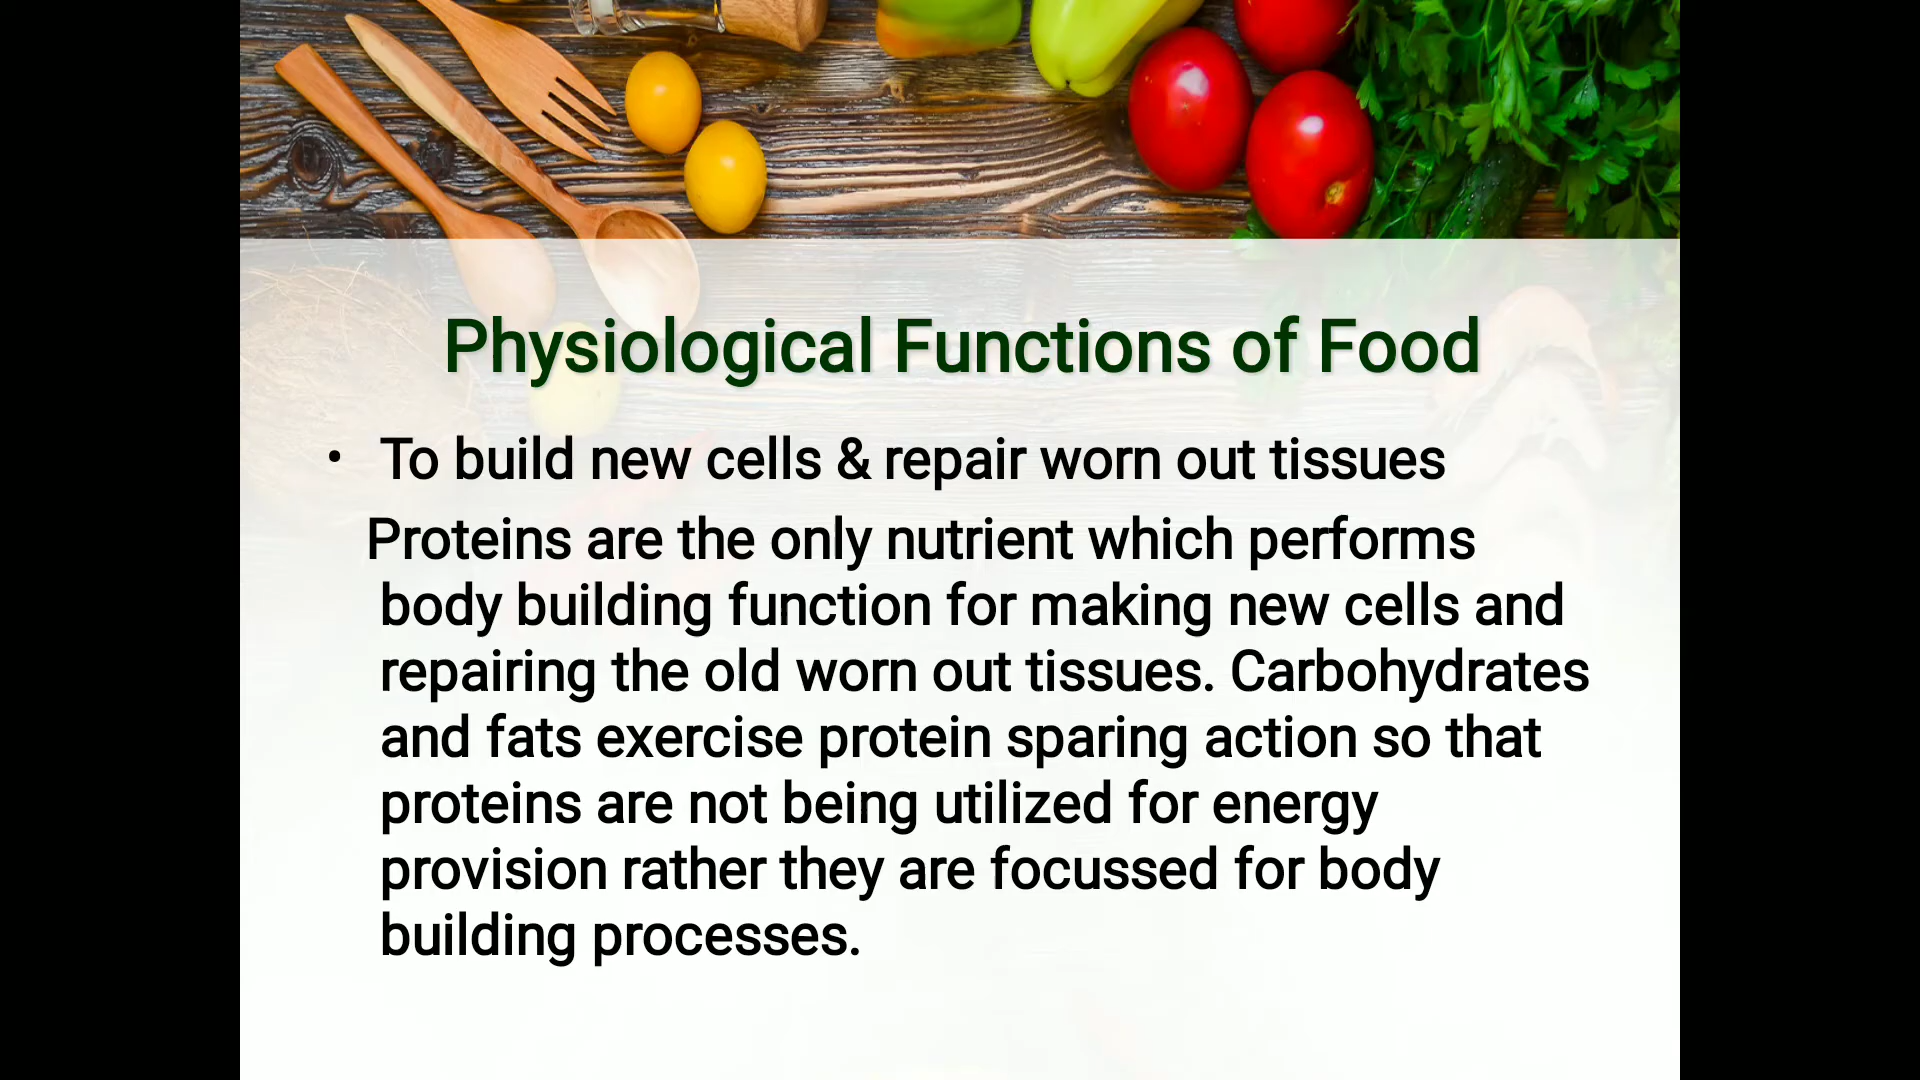 Physiological Functions of Food
• To build new cells & repair worn out tissues
Proteins are the only nutrient which performs
body building function for making new cells and
repairing the old worn out tissues. Carbohydrates
and fats exercise protein sparing action so that
proteins are not being utilized for energy
provision rather they are focussed for body
building processes.